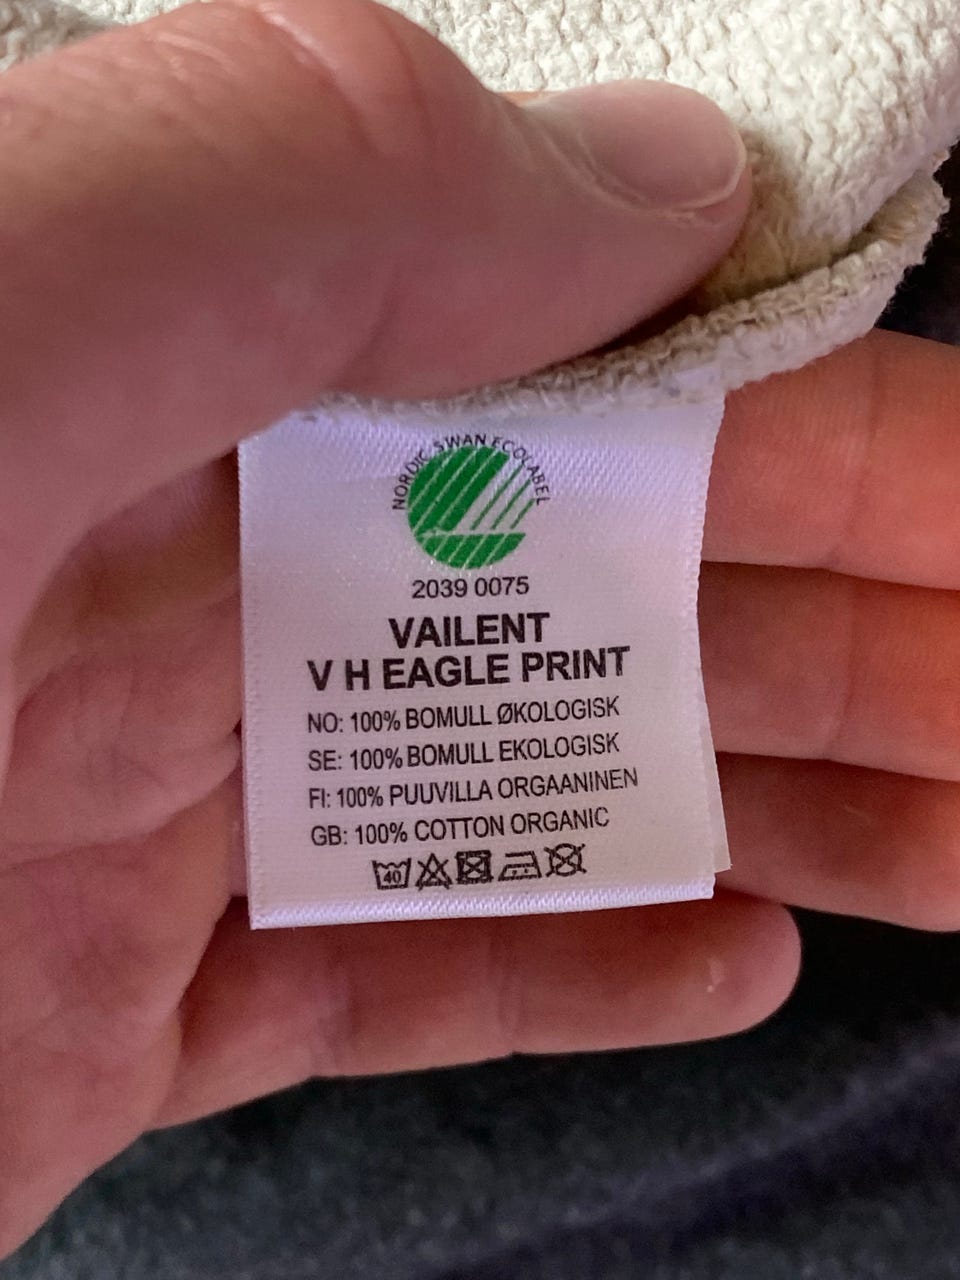 NORDIC SWAN ECOLABEL
2039 0075
VAILENT
V H EAGLE PRINT
NO: 100% BOMULL ØKOLOGISK
SE: 100% BOMULL EKOLOGISK
FI: 100% PUUVILLA ORGAANINEN
GB: 100% COTTON ORGANIC
40